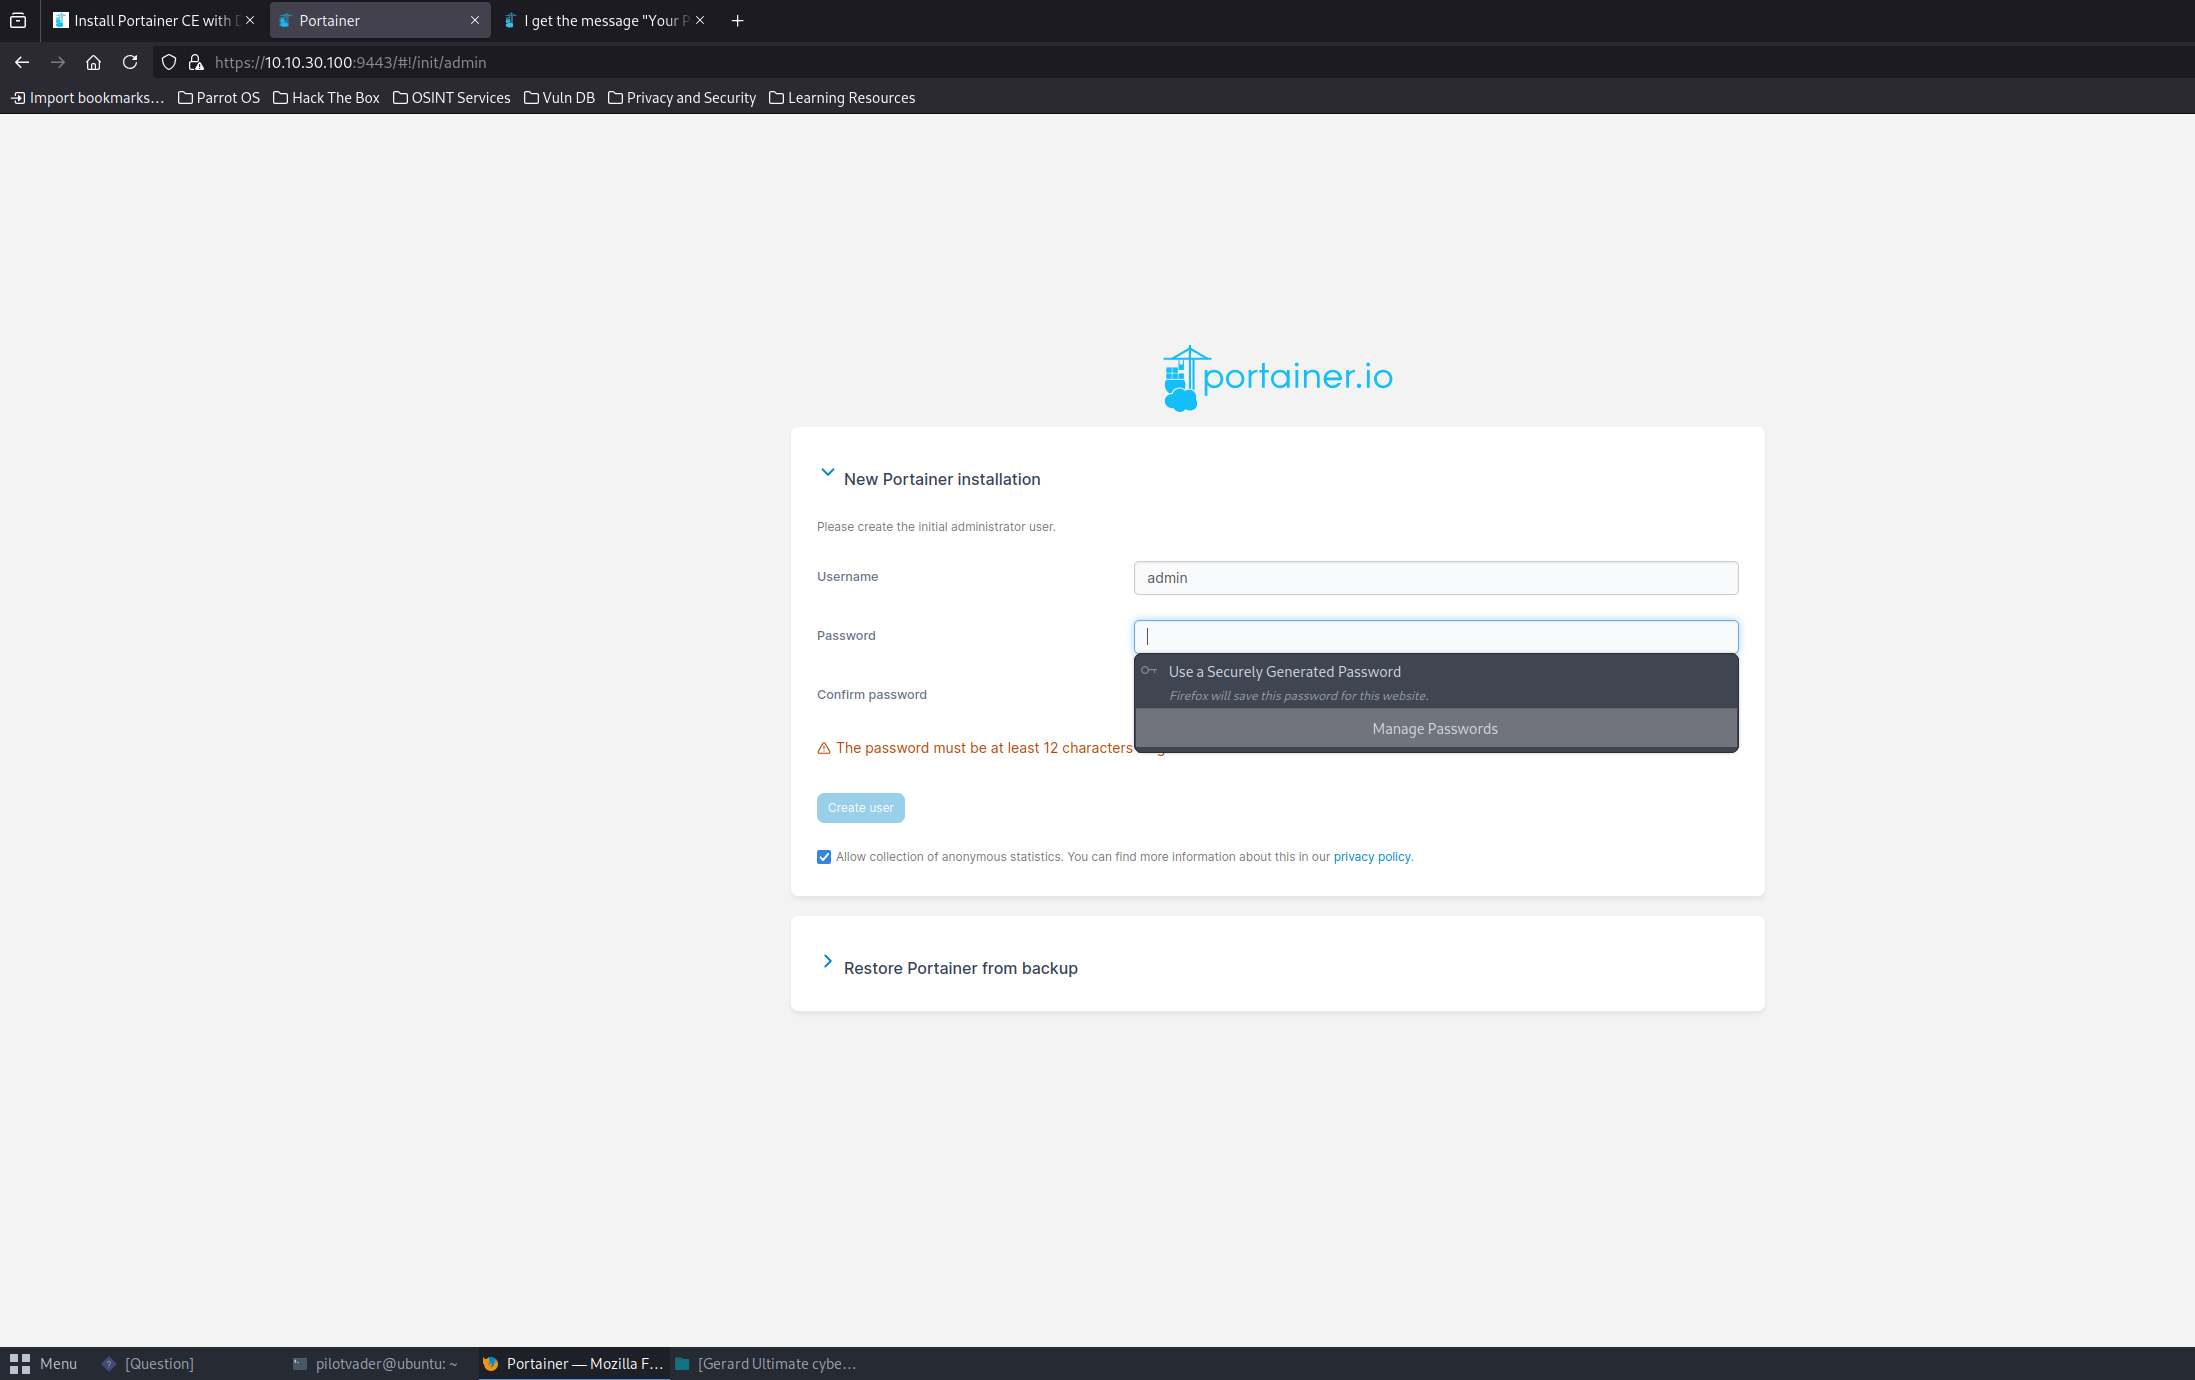 Install Portainer CE with
Portainer
I get the message "Your P
https://10.10.30.100:9443/#!/init/admin
Import bookmarks…
Parrot OS
Hack The Box
OSINT Services
Vuln DB
Privacy and Security
Learning Resources
portainer.io
New Portainer installation
Please create the initial administrator user.
Username
admin
Password
Use a Securely Generated Password
Firefox will save this password for this website.
Confirm password
Manage Passwords
The password must be at least 12 characters
Create user
Allow collection of anonymous statistics. You can find more information about this in our privacy policy.
Restore Portainer from backup
Menu
[Question]
pilotvader@ubuntu: ~
Portainer — Mozilla F…
[Gerard Ultimate cybe…